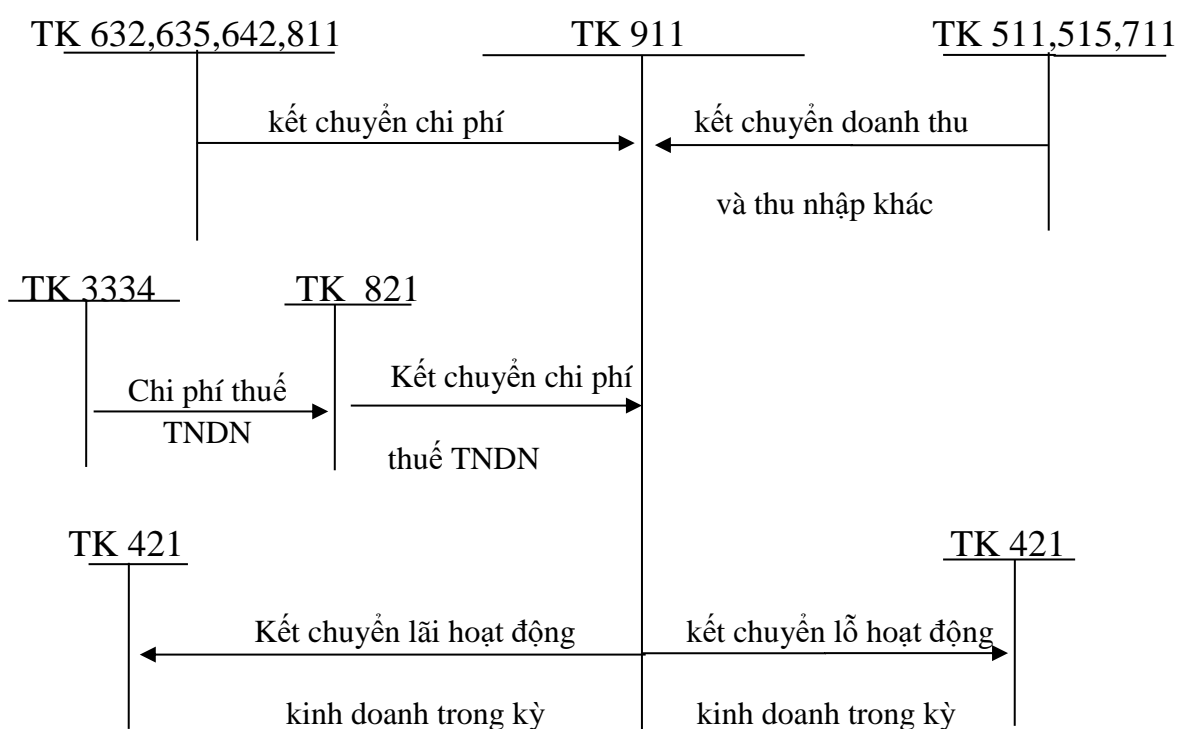 TK 632,635,642,811 TK 911 TK 511,515,711
kết chuyển chi phí kết chuyển doanh thu
và thu nhập khác
TK 3334 TK 821
Chi phí thuế Kết chuyển chi phí
TNDN
thuế TNDN
TK 421 TK 421
Kết chuyển lãi hoạt động kết chuyển lỗ hoạt động
kinh doanh trong kỳ kinh doanh trong kỳ